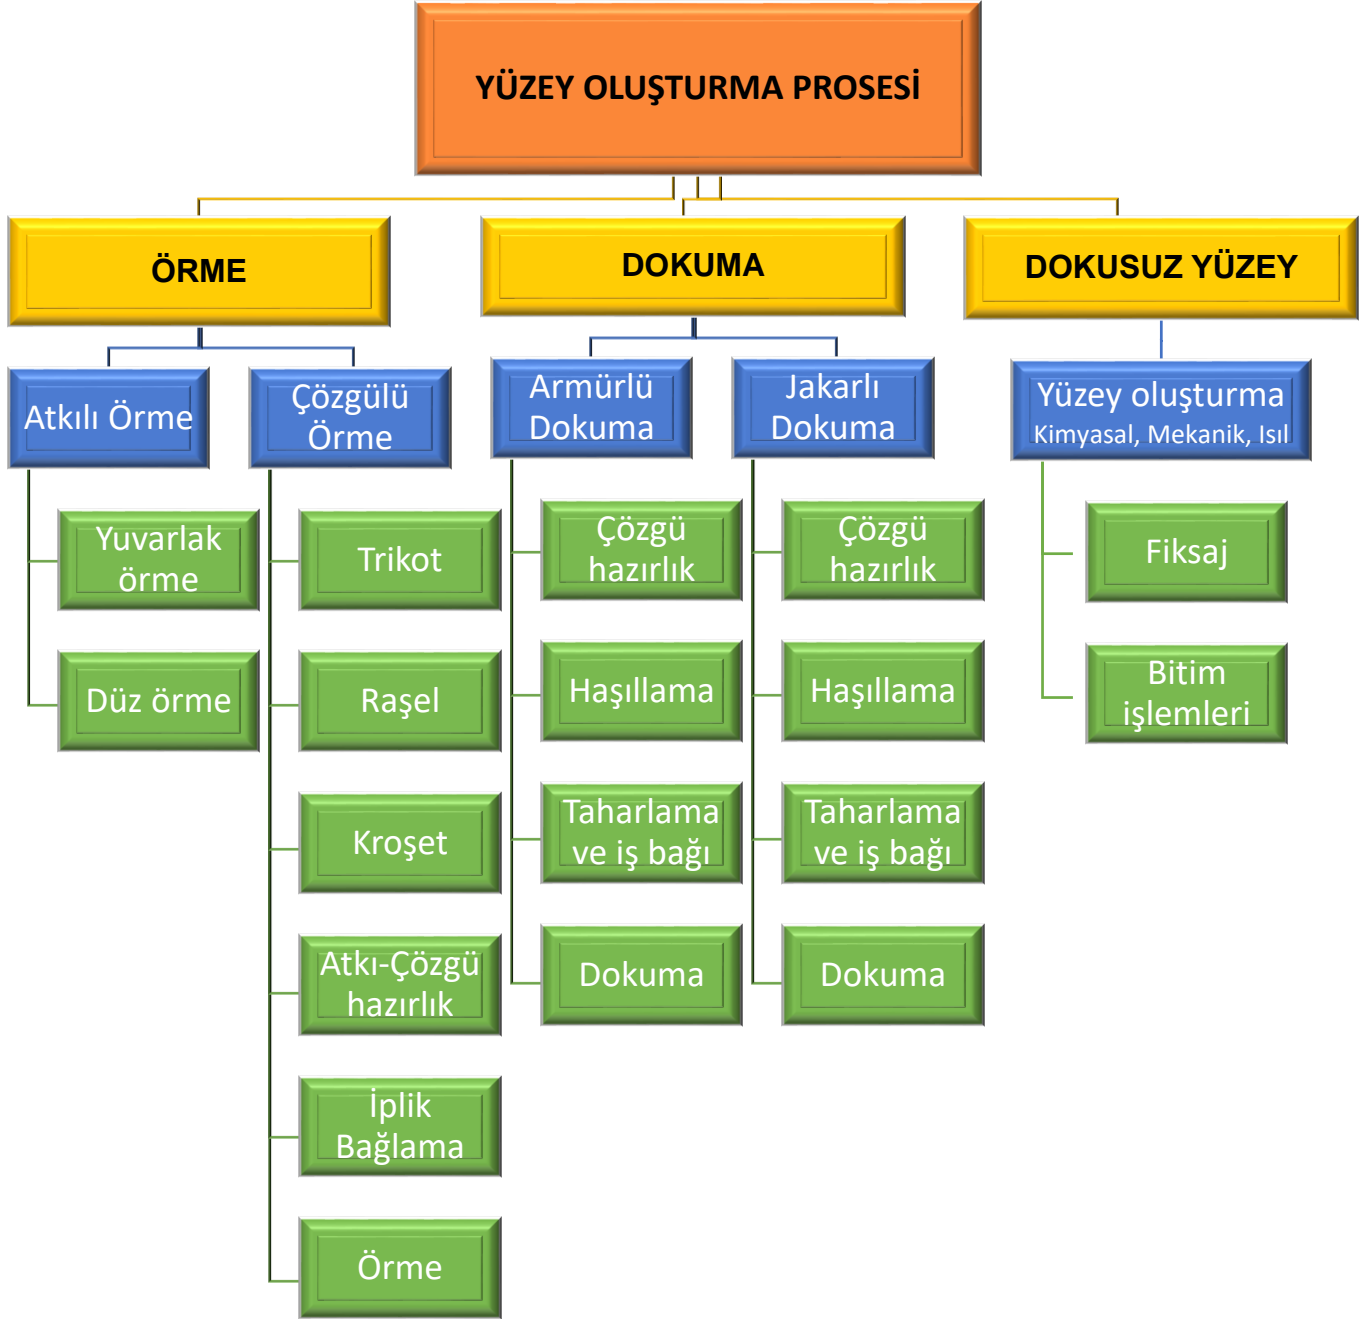 YÜZEY OLUŞTURMA PROSESİ
ÖRME
DOKUMA
DOKUSUZ YÜZEY
Atkılı Örme
Çözgülü
Örme
Armürlü
Dokuma
Jakarlı
Dokuma
Yüzey oluşturma
Kimyasal, Mekanik, Isıl
Yuvarlak
örme
Düz örme
Trikot
Raşel
Kroşet
Atkı-Çözgü
hazırlık
İplik
Bağlama
Örme
Çözgü
hazırlık
Haşıllama
Taharlama
ve iş bağı
Dokuma
Çözgü
hazırlık
Haşıllama
Taharlama
ve iş bağı
Dokuma
Fiksaj
Bitim
işlemleri